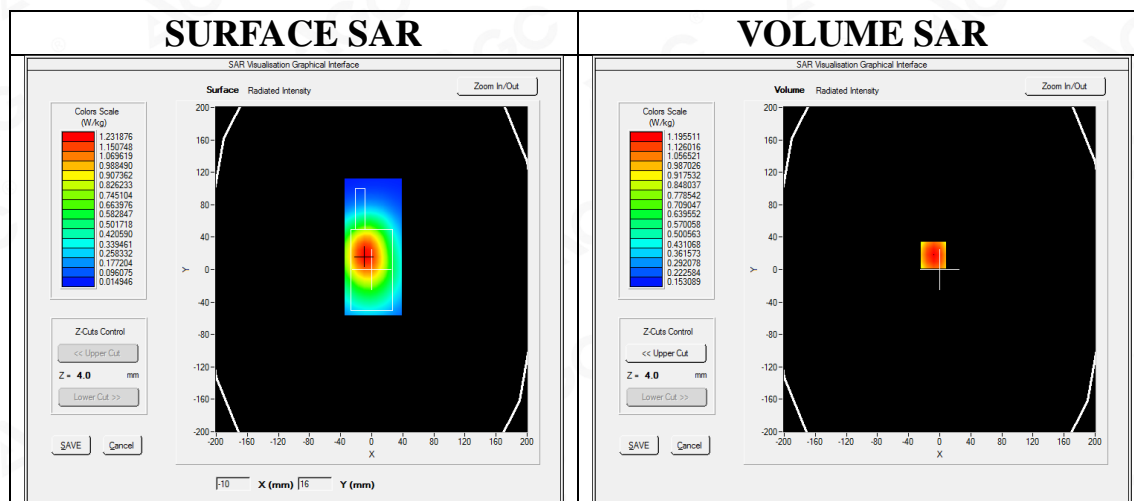 SURFACE SAR
SAR Visualisation Graphical Interface
Surface Radiated Intensity
Zoom In/Out
Colors Scale
(W/kg)
1.231876
1.150748
1.069619
0.988490
0.907362
0.826233
0.745104
0.663976
0.582847
0.501718
0.420590
0.339461
0.258332
0.177204
0.096075
0.014946
Z-Cuts Control
<< Upper Cut
Z = 4.0 mm
Lower Cut >>
SAVE Cancel
200
160
120
80
40
0
-40
-80
-120
-160
-200
Y
-200 -160 -120 -80 -40 0 40 80 120 160 200
X
-10 X (mm) 16 Y (mm)
VOLUME SAR
SAR Visualisation Graphical Interface
Volume Radiated Intensity
Zoom In/Out
Colors Scale
(W/kg)
1.195511
1.126016
1.056521
0.987026
0.917532
0.848037
0.778542
0.709047
0.639552
0.570058
0.500563
0.431068
0.361573
0.292078
0.222584
0.153089
Z-Cuts Control
<< Upper Cut
Z = 4.0 mm
Lower Cut >>
SAVE Cancel
200
160
120
80
40
0
-40
-80
-120
-160
-200
Y
-200 -160 -120 -80 -40 0 40 80 120 160 200
X